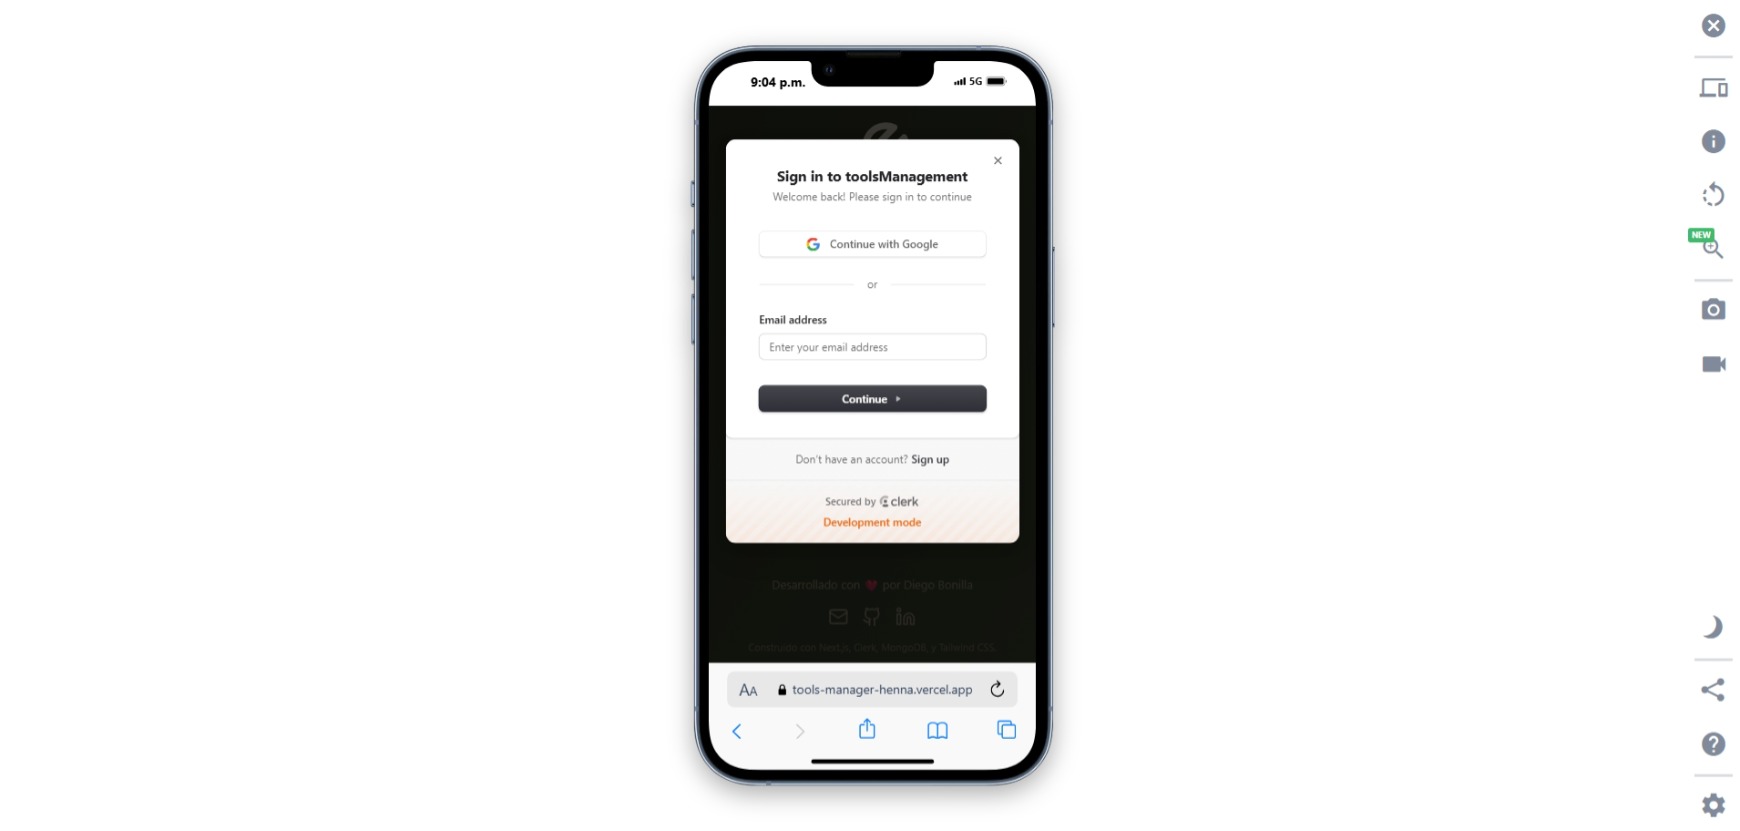 9:04 p.m.
5G
Sign in to toolsManagement
Welcome back! Please sign in to continue
Continue with Google
or
Email address
Enter your email address
Continue
Don't have an account? Sign up
Secured by clerk
Development mode
Desarrollado con ❤ por Diego Bonilla
Construido con Next.js, Clerk, MongoDB, y Tailwind CSS.
AA tools-manager-henna.vercel.app
NEW